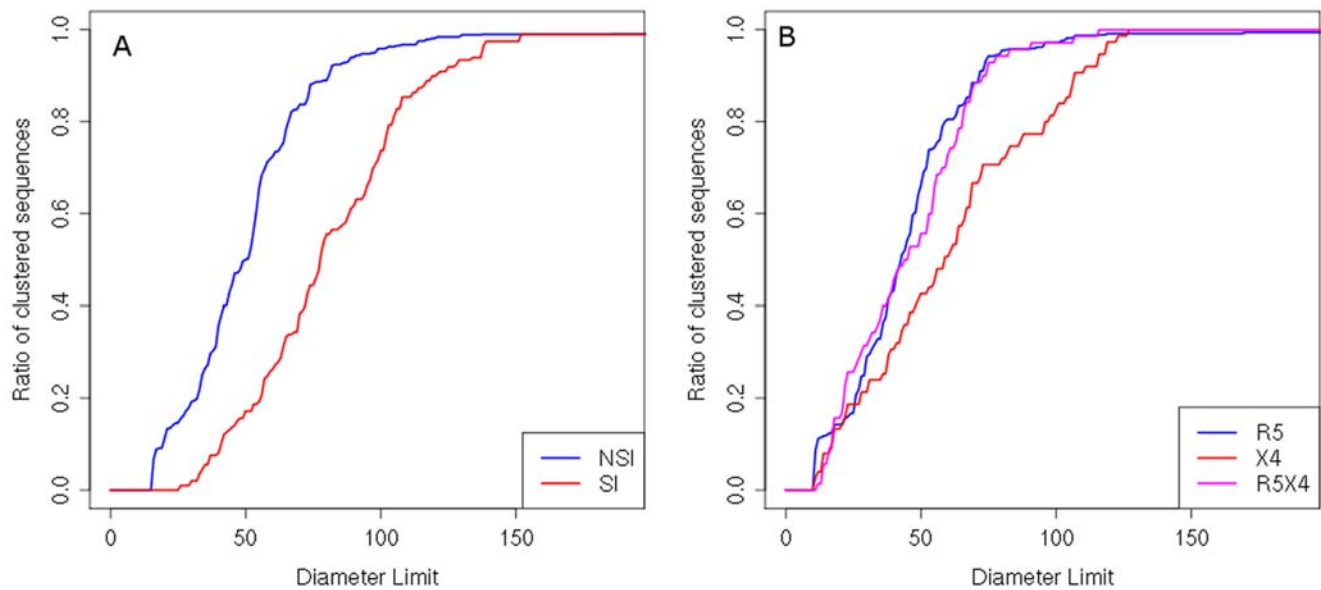 A
Ratio of clustered sequences
1.0
0.8
0.6
0.4
0.2
0.0
0 50 100 150
Diameter Limit
NSI
SI
B
Ratio of clustered sequences
1.0
0.8
0.6
0.4
0.2
0.0
0 50 100 150
Diameter Limit
R5
X4
R5X4